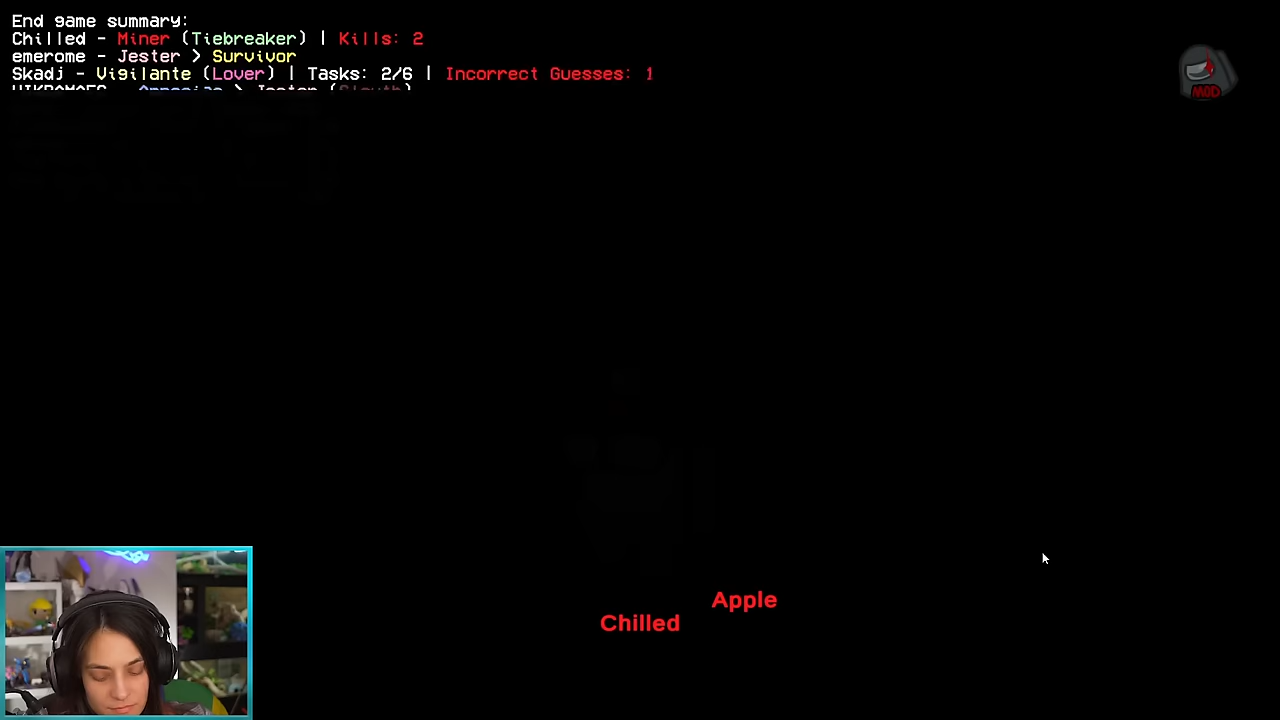 End game summary:
Chilled - Miner (Tiebreaker) | Kills: 2
emerome - Jester > Survivor
Skadj - Vigilante (Lover) | Tasks: 2/6 | Incorrect Guesses: 1
MOD
Apple
Chilled